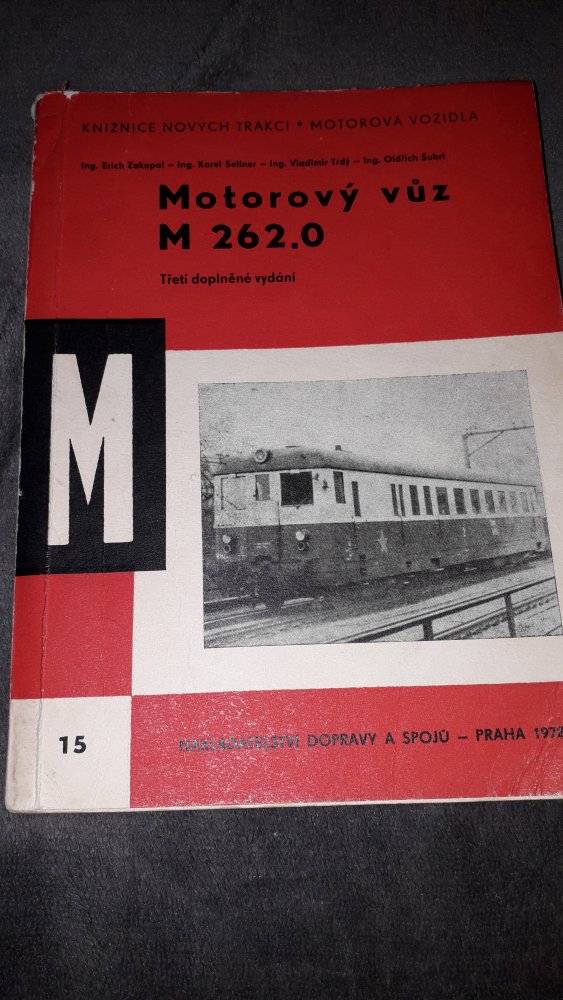 KNIŽNICE NOVÝCH TRAKCÍ • MOTOROVÁ VOZIDLA
Ing. Erich Zakopal – Ing. Karel Sellner – Ing. Vladimír Trdý – Ing. Oldřich Šubrt
Motorový vůz
M 262.0
Třetí doplněné vydání
M
15
NAKLADATELSTVÍ DOPRAVY A SPOJŮ – PRAHA 1972